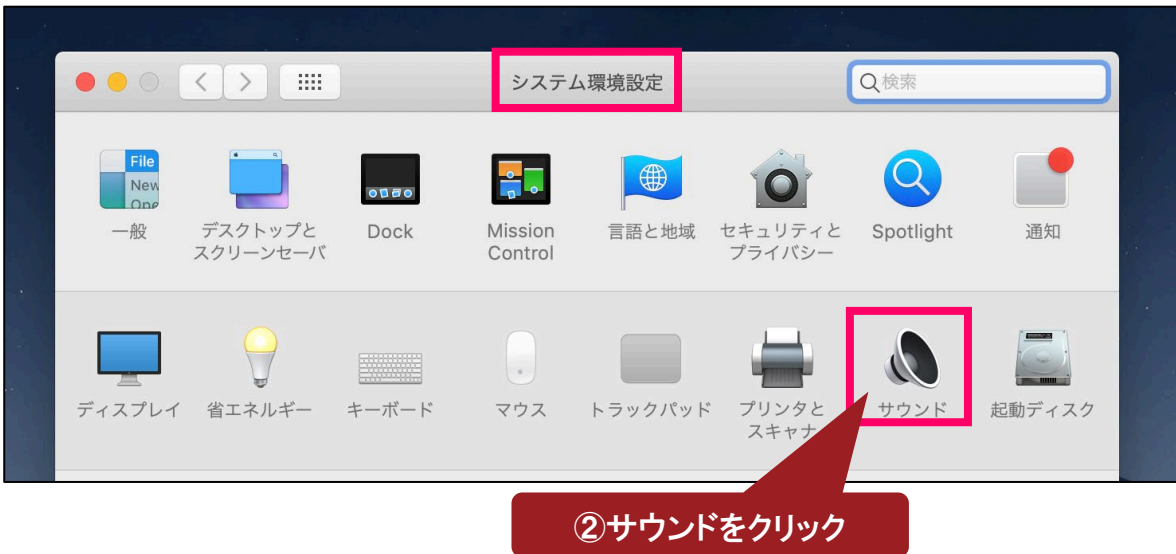 システム環境設定
検索
File
New
Ope
一般
デスクトップと
スクリーンセーバ
Dock
Mission
Control
言語と地域
セキュリティと
プライバシー
Spotlight
通知
ディスプレイ
省エネルギー
キーボード
マウス
トラックパッド
プリンタと
スキャナ
サウンド
起動ディスク
②サウンドをクリック